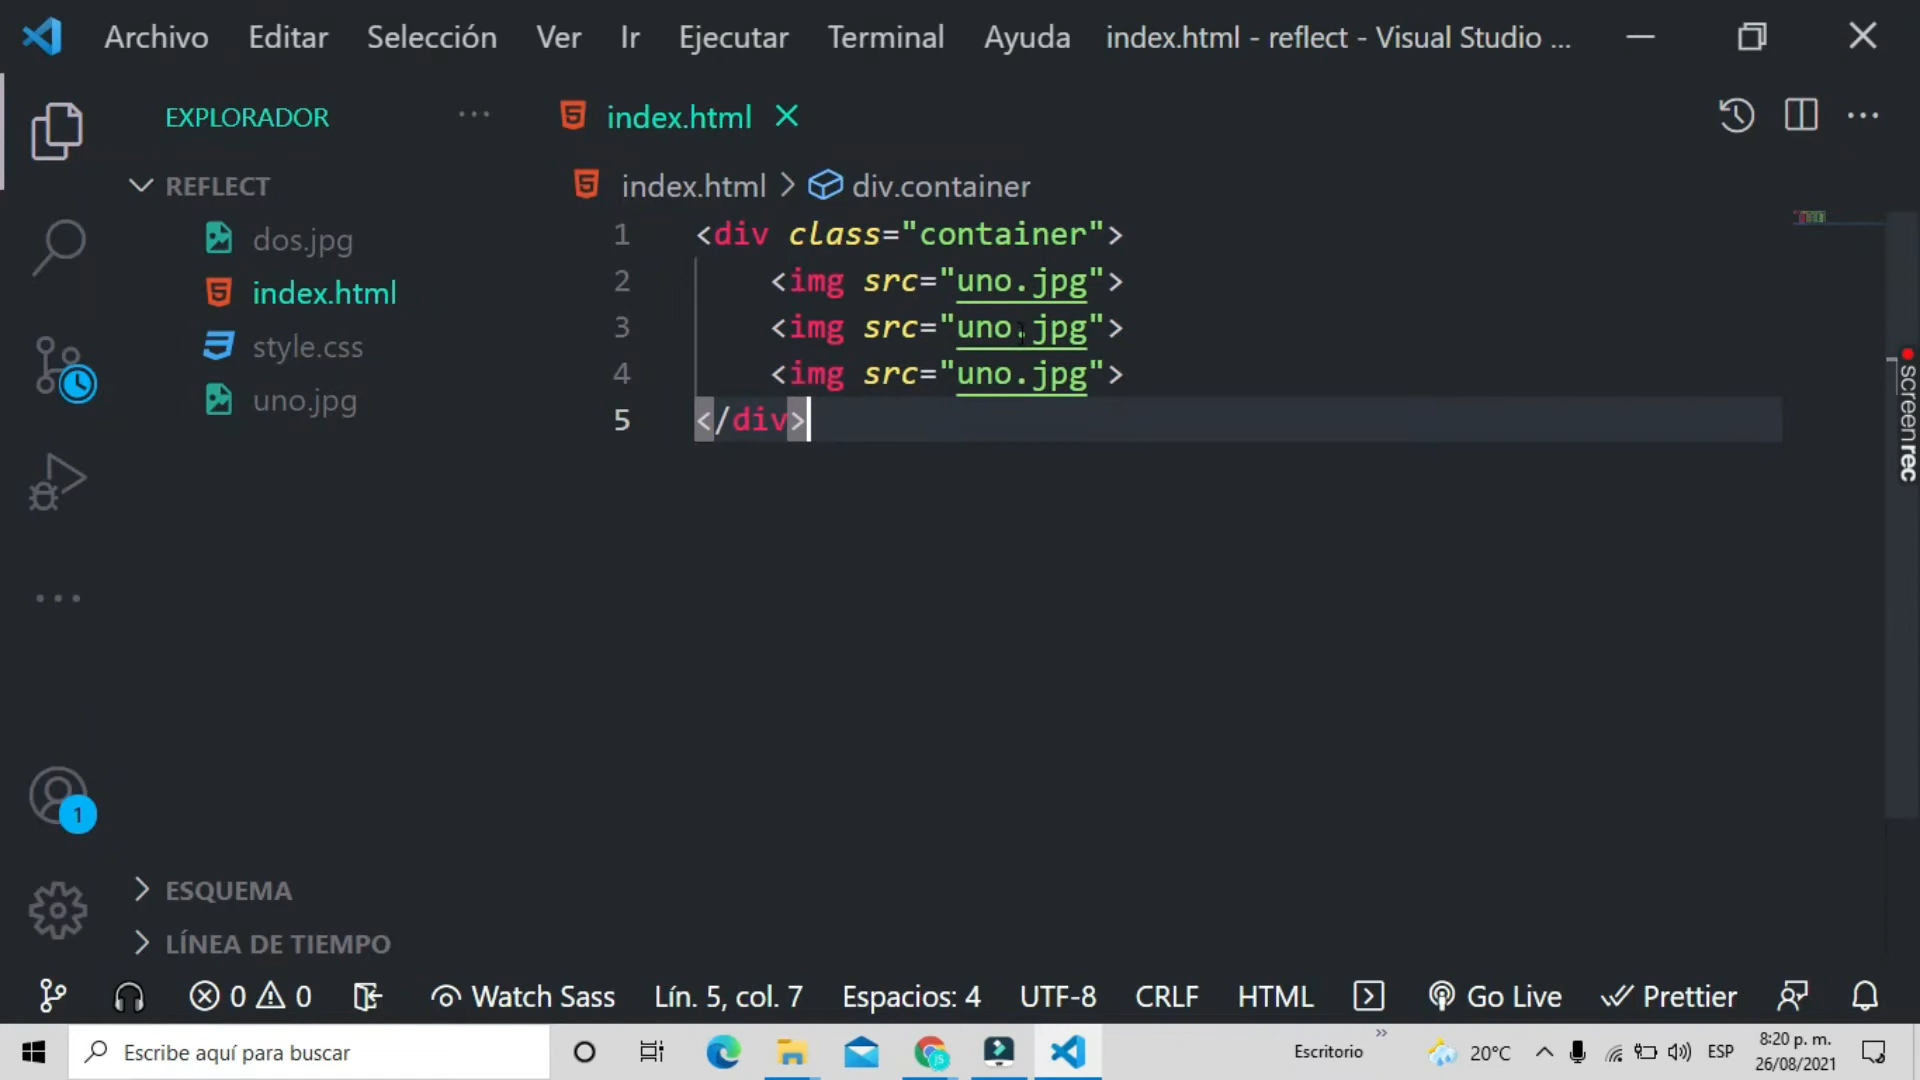 Archivo Editar Selección Ver Ir Ejecutar Terminal Ayuda index.html - reflect - Visual Studio ...
EXPLORADOR
index.html
REFLECT
index.html > div.container
dos.jpg
index.html
style.css
uno.jpg
1 <div class="container">
2 <img src="uno.jpg">
3 <img src="uno.jpg">
4 <img src="uno.jpg">
5 </div>
screenrec
1
ESQUEMA
LÍNEA DE TIEMPO
0 0 Watch Sass Lín. 5, col. 7 Espacios: 4 UTF-8 CRLF HTML Go Live Prettier
Escribe aquí para buscar
JS
Escritorio
20°C
ESP
8:20 p. m.
26/08/2021